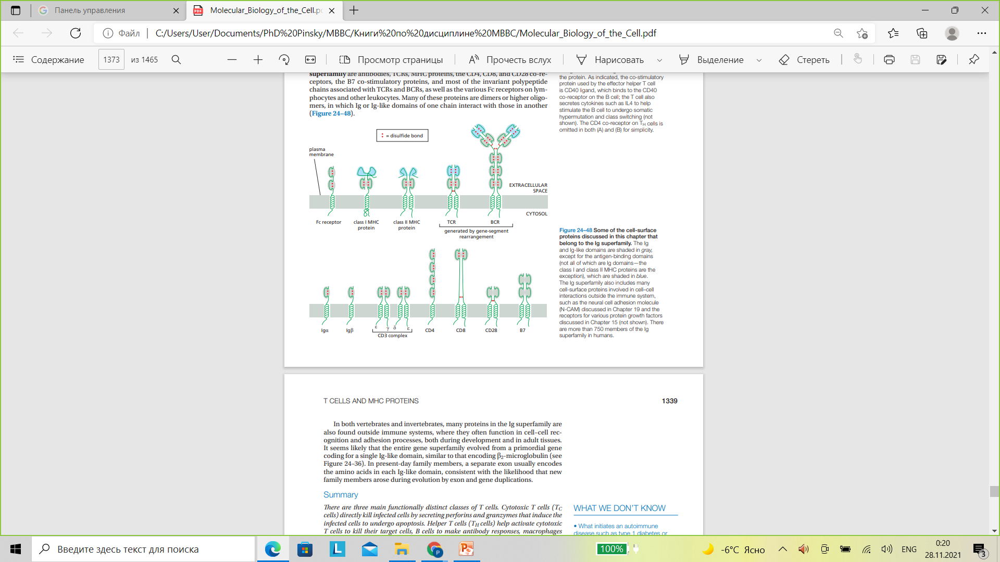 Панель управления
Molecular_Biology_of_the_Cell.pd
Файл
C:/Users/User/Documents/PhD%20Pinsky/MBBC/Книги%20по%20дисциплине%20MBBC/Molecular_Biology_of_the_Cell.pdf
Содержание
1373 из 1465
Просмотр страницы
Прочесть вслух
Нарисовать
Выделение
Стереть
superfamily are antibodies, TCRs, MHC proteins, the CD4, CD8, and CD28 co-re-
ceptors, the B7 co-stimulatory proteins, and most of the invariant polypeptide
chains associated with TCRs and BCRs, as well as the various Fc receptors on lym-
phocytes and other leukocytes. Many of these proteins are dimers or higher oligo-
mers, in which Ig or Ig-like domains of one chain interact with those in another
(Figure 24–48).
the protein. As indicated, the co-stimulatory
protein used by the effector helper T cell
is CD40 ligand, which binds to the CD40
co-receptor on the B cell; the T cell also
secretes cytokines such as IL4 to help
stimulate the B cell to undergo somatic
hypermutation and class switching (not
shown). The CD4 co-receptor on TH cells is
omitted in both (A) and (B) for simplicity.
= disulfide bond
plasma
membrane
EXTRACELLULAR
SPACE
CYTOSOL
Fc receptor
class I MHC
protein
class II MHC
protein
TCR
BCR
generated by gene-segment
rearrangement
Igα
Igβ
ε
γ
δ
ε
CD3 complex
CD4
CD8
CD28
B7
Figure 24–48 Some of the cell-surface
proteins discussed in this chapter that
belong to the Ig superfamily. The Ig
and Ig-like domains are shaded in gray,
except for the antigen-binding domains
(not all of which are Ig domains—the
class I and class II MHC proteins are the
exception), which are shaded in blue.
The Ig superfamily also includes many
cell-surface proteins involved in cell–cell
interactions outside the immune system,
such as the neural cell adhesion molecule
(N-CAM) discussed in Chapter 19 and the
receptors for various protein growth factors
discussed in Chapter 15 (not shown). There
are more than 750 members of the Ig
superfamily in humans.
T CELLS AND MHC PROTEINS
1339
In both vertebrates and invertebrates, many proteins in the Ig superfamily are
also found outside immune systems, where they often function in cell–cell rec-
ognition and adhesion processes, both during development and in adult tissues.
It seems likely that the entire gene superfamily evolved from a primordial gene
coding for a single Ig-like domain, similar to that encoding β2-microglobulin (see
Figure 24–36). In present-day family members, a separate exon usually encodes
the amino acids in each Ig-like domain, consistent with the likelihood that new
family members arose during evolution by exon and gene duplications.
Summary
There are three main functionally distinct classes of T cells. Cytotoxic T cells (TC
cells) directly kill infected cells by secreting perforins and granzymes that induce the
infected cells to undergo apoptosis. Helper T cells (TH cells) help activate cytotoxic
T cells to kill their target cells, B cells to make antibody responses, macrophages
WHAT WE DON'T KNOW
• What initiates an autoimmune
disease such as type 1 diabetes or
Введите здесь текст для поиска
L
P
100%
-6°C Ясно
ENG
0:20
28.11.2021
3